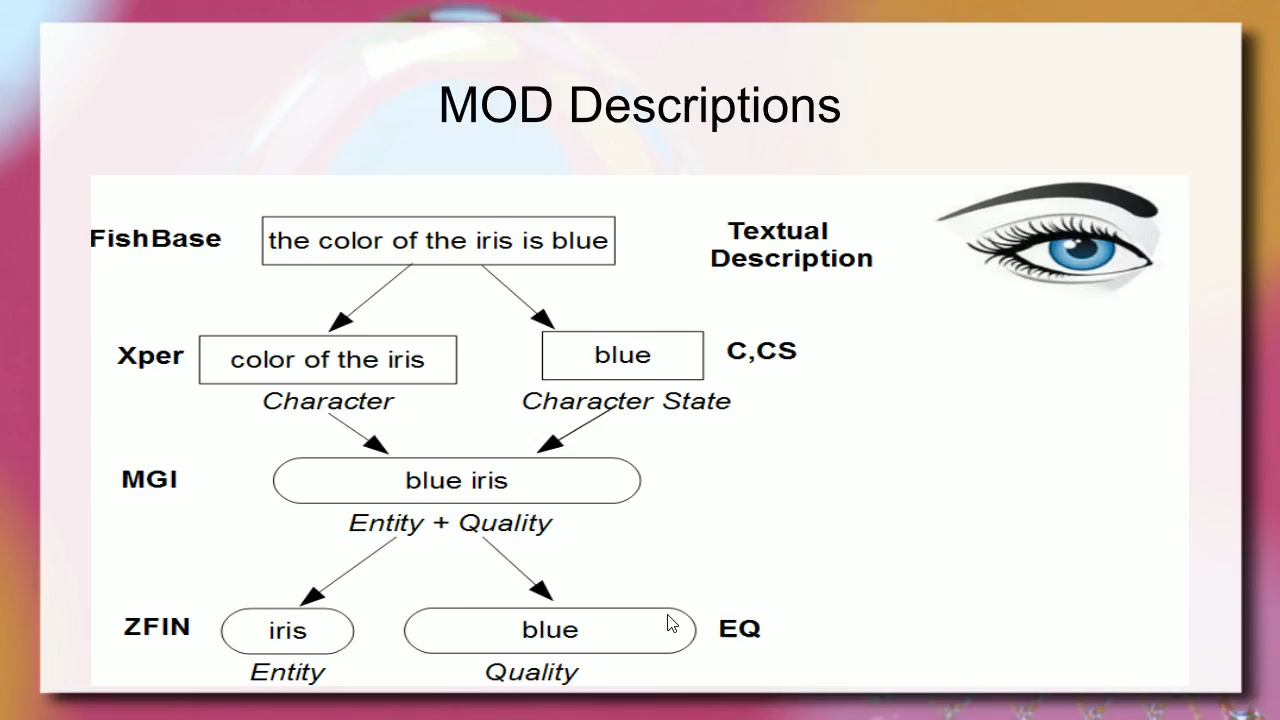 MOD Descriptions
FishBase
the color of the iris is blue
Textual
Description
Xper
color of the iris
blue
C,CS
Character
Character State
MGI
blue iris
Entity + Quality
ZFIN
iris
blue
EQ
Entity
Quality